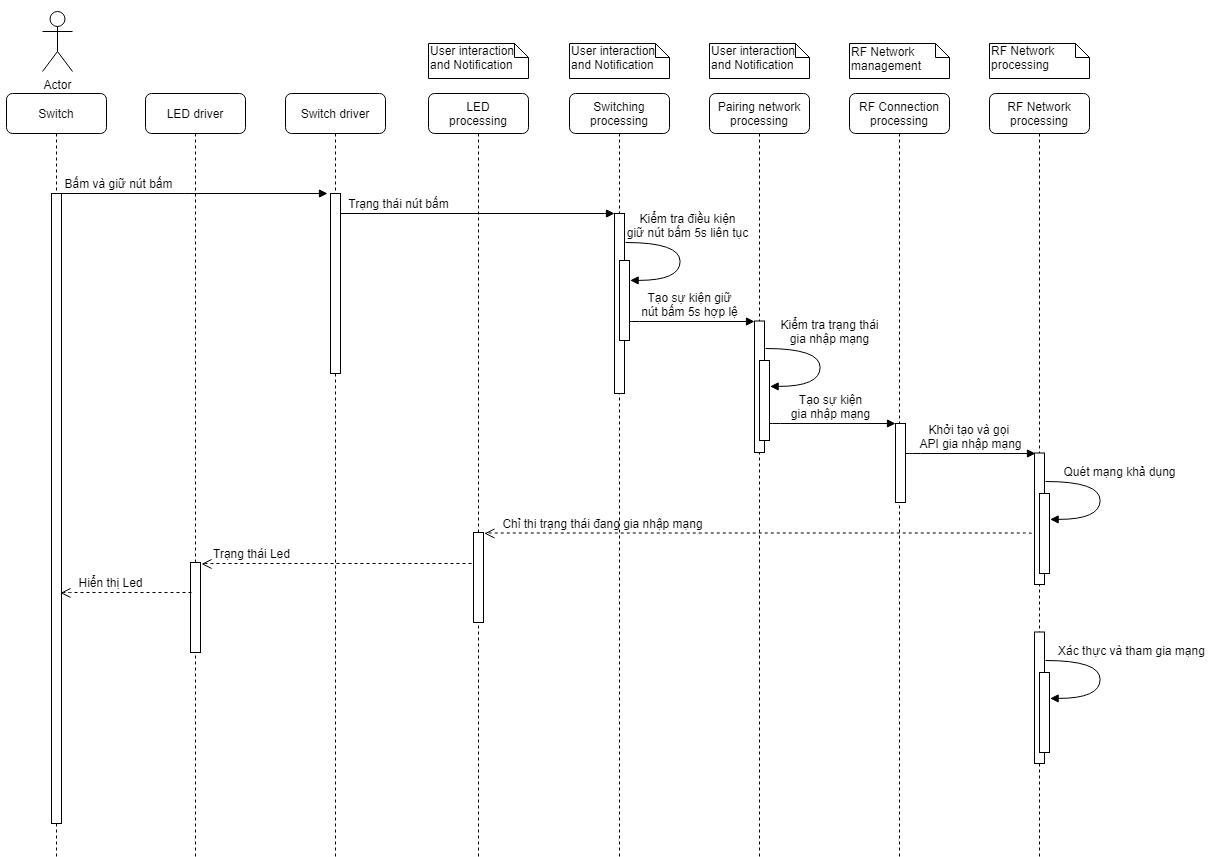 Actor
User interaction
and Notification
User interaction
and Notification
User interaction
and Notification
RF Network
management
RF Network
processing
Switch
LED driver
Switch driver
LED
processing
Switching
processing
Pairing network
processing
RF Connection
processing
RF Network
processing
Bấm và giữ nút bấm
Trạng thái nút bấm
Kiểm tra điều kiện
giữ nút bấm 5s liên tục
Tạo sự kiện giữ
nút bấm 5s hợp lệ
Kiểm tra trạng thái
gia nhập mạng
Tạo sự kiện
gia nhập mạng
Khởi tạo và gọi
API gia nhập mạng
Quét mạng khả dụng
Chỉ thi trạng thái đang gia nhập mạng
Trạng thái Led
Hiển thị Led
Xác thực và tham gia mạng